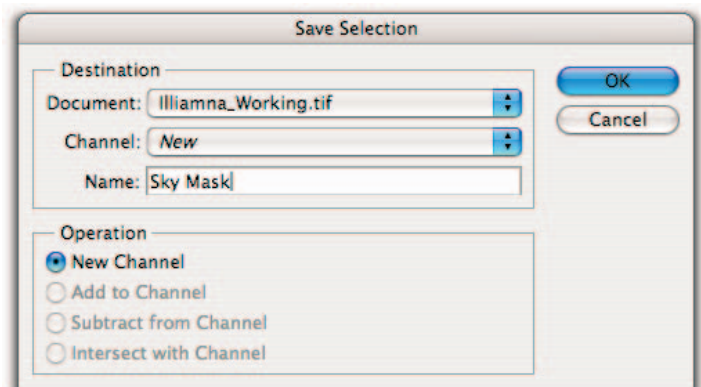 Save Selection
Destination
Document: Illiamna_Working.tif
Channel: New
Name: Sky Mask
OK
Cancel
Operation
New Channel
Add to Channel
Subtract from Channel
Intersect with Channel